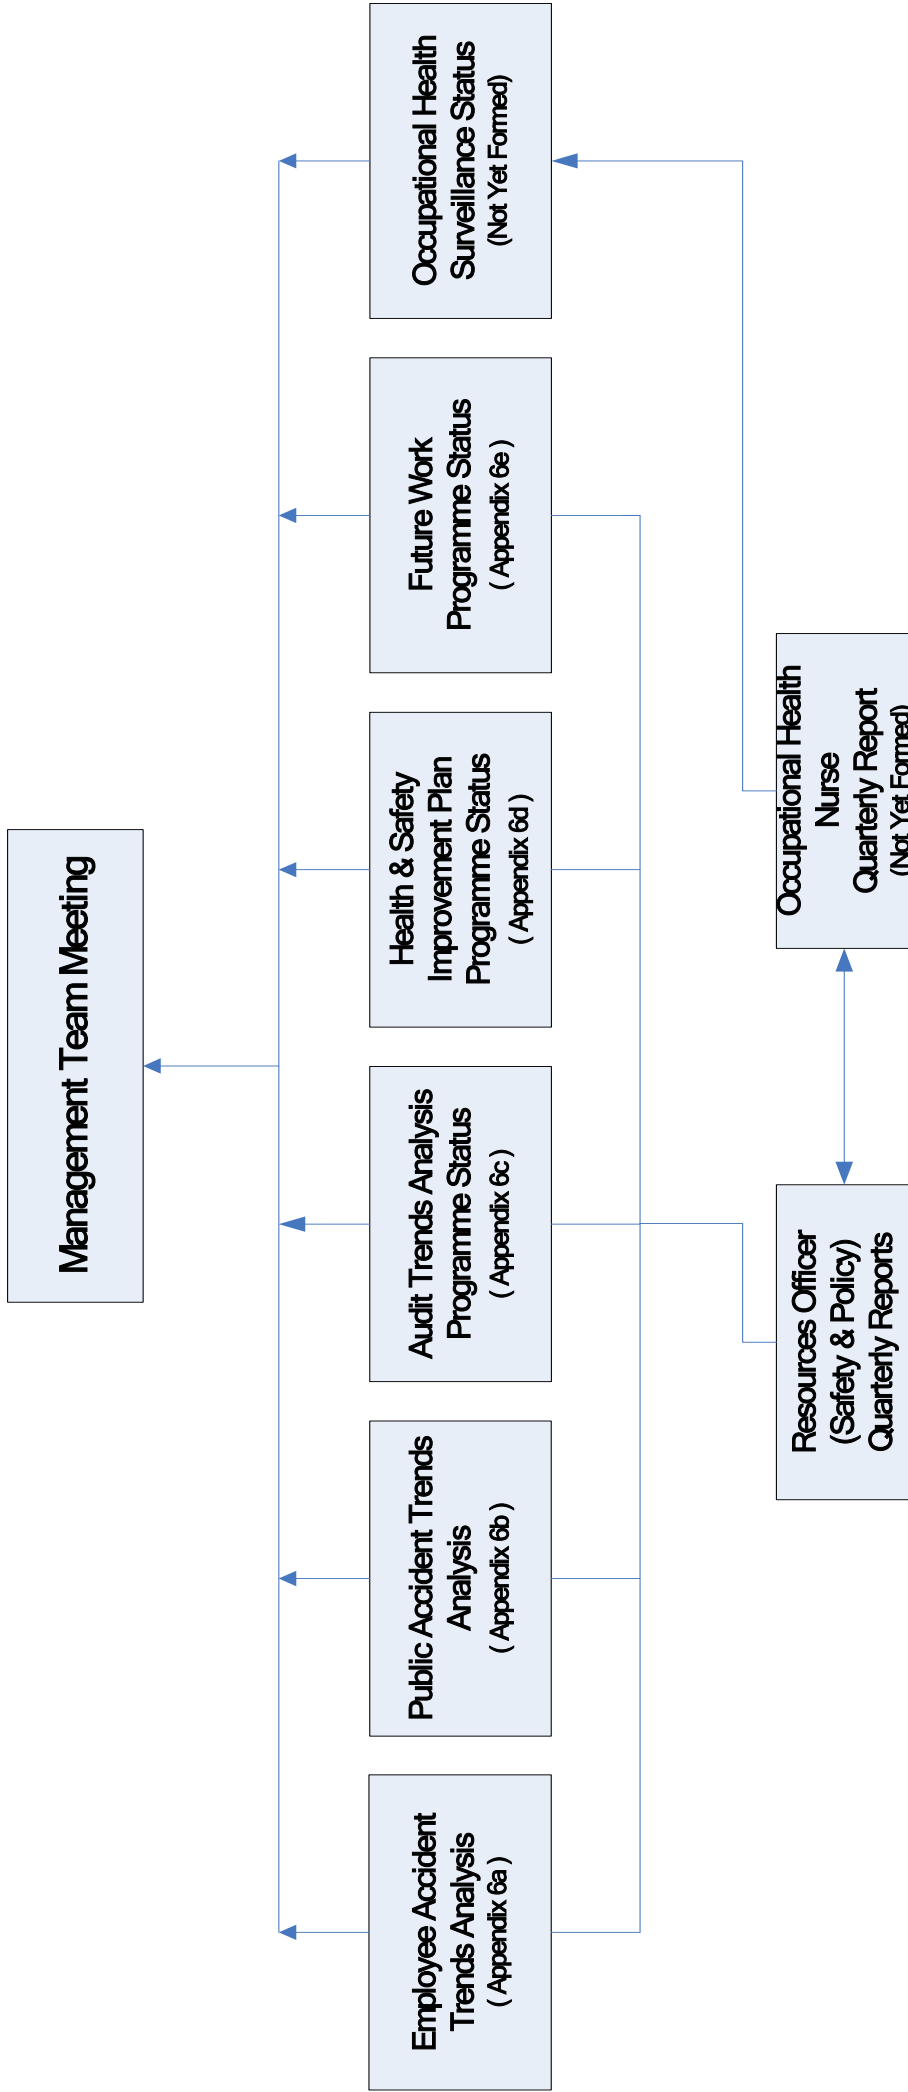 Management Team Meeting
Employee Accident
Trends Analysis
( Appendix 6a )
Public Accident Trends
Analysis
( Appendix 6b )
Audit Trends Analysis
Programme Status
( Appendix 6c )
Health & Safety
Improvement Plan
Programme Status
( Appendix 6d )
Future Work
Programme Status
( Appendix 6e )
Occupational Health
Surveillance Status
(Not Yet Formed)
Resources Officer
(Safety & Policy)
Quarterly Reports
Occupational Health
Nurse
Quarterly Report
(Not Yet Formed)